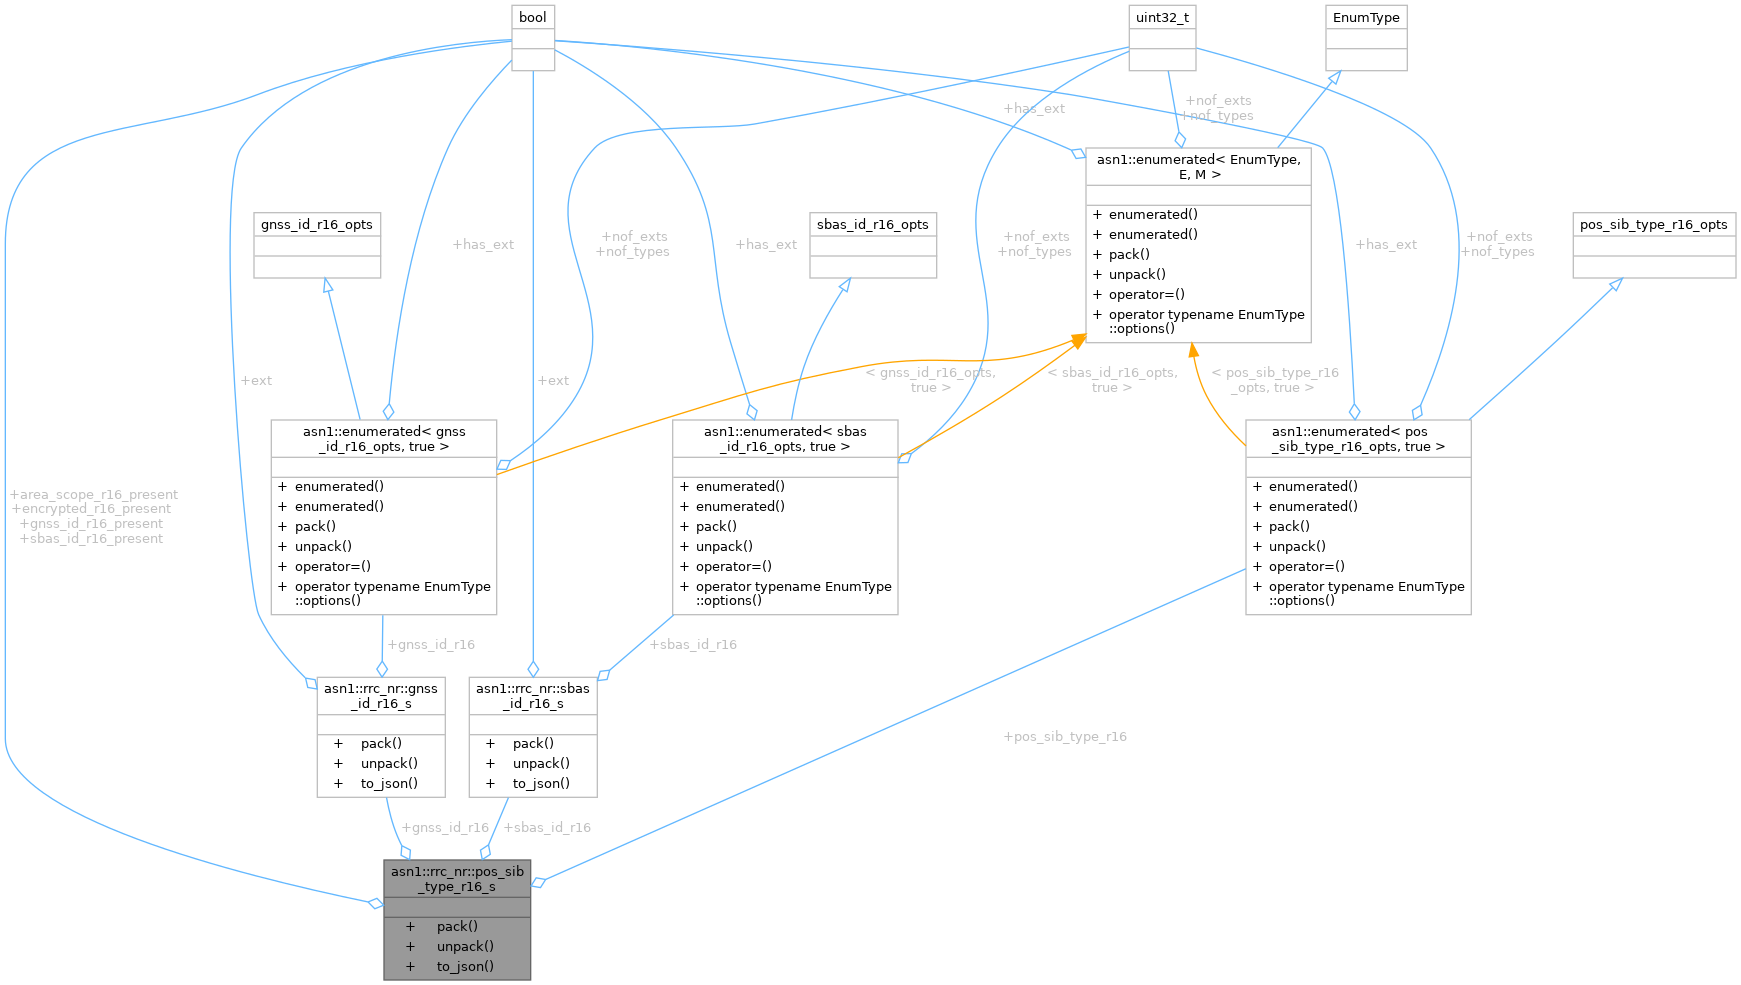 bool
uint32_t
EnumType
+has_ext
+nof_exts
+nof_types
asn1::enumerated< EnumType,
E, M >
+ enumerated()
+ enumerated()
+ pack()
+ unpack()
+ operator=()
+ operator typename EnumType
::options()
gnss_id_r16_opts
sbas_id_r16_opts
pos_sib_type_r16_opts
+has_ext
+nof_exts
+nof_types
+has_ext
+nof_exts
+nof_types
+has_ext
+nof_exts
+nof_types
+ext
+ext
< gnss_id_r16_opts,
true >
< sbas_id_r16_opts,
true >
< pos_sib_type_r16
_opts, true >
asn1::enumerated< gnss
_id_r16_opts, true >
+ enumerated()
+ enumerated()
+ pack()
+ unpack()
+ operator=()
+ operator typename EnumType
::options()
asn1::enumerated< sbas
_id_r16_opts, true >
+ enumerated()
+ enumerated()
+ pack()
+ unpack()
+ operator=()
+ operator typename EnumType
::options()
asn1::enumerated< pos
_sib_type_r16_opts, true >
+ enumerated()
+ enumerated()
+ pack()
+ unpack()
+ operator=()
+ operator typename EnumType
::options()
+area_scope_r16_present
+encrypted_r16_present
+gnss_id_r16_present
+sbas_id_r16_present
+gnss_id_r16
+sbas_id_r16
asn1::rrc_nr::gnss
_id_r16_s
+ pack()
+ unpack()
+ to_json()
asn1::rrc_nr::sbas
_id_r16_s
+ pack()
+ unpack()
+ to_json()
+pos_sib_type_r16
+gnss_id_r16
+sbas_id_r16
asn1::rrc_nr::pos_sib
_type_r16_s
+ pack()
+ unpack()
+ to_json()